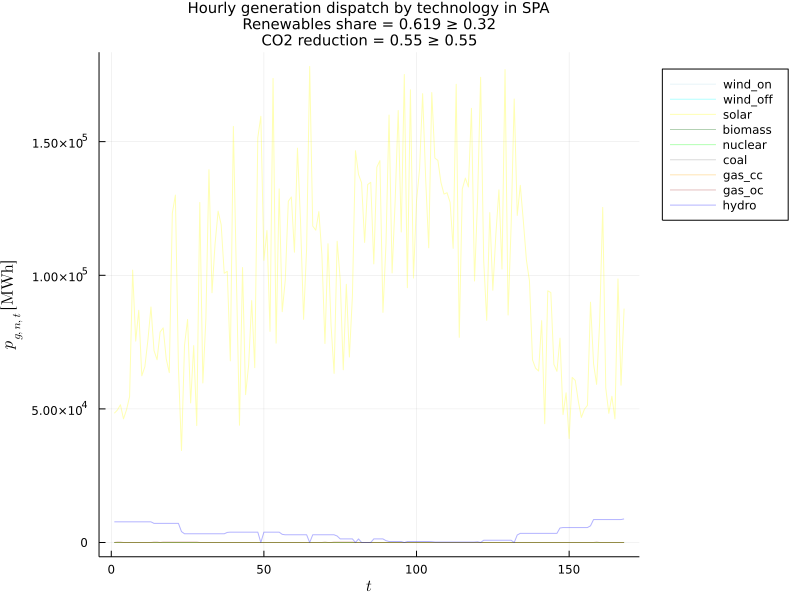 Hourly generation dispatch by technology in SPA
Renewables share = 0.619 ≥ 0.32
CO2 reduction = 0.55 ≥ 0.55
wind_on
wind_off
solar
biomass
nuclear
coal
gas_cc
gas_oc
hydro
1.50×10⁵
1.00×10⁵
5.00×10⁴
0
p_{g,n,t} [MWh]
0 50 100 150
t